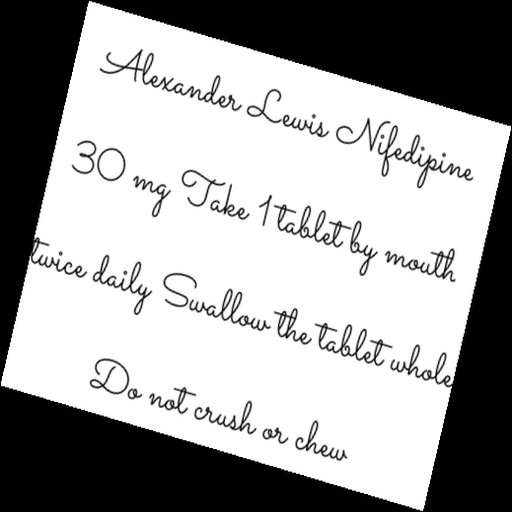 Alexander Lewis Nifedipine
30 mg Take 1 tablet by mouth
twice daily Swallow the tablet whole
Do not crush or chew